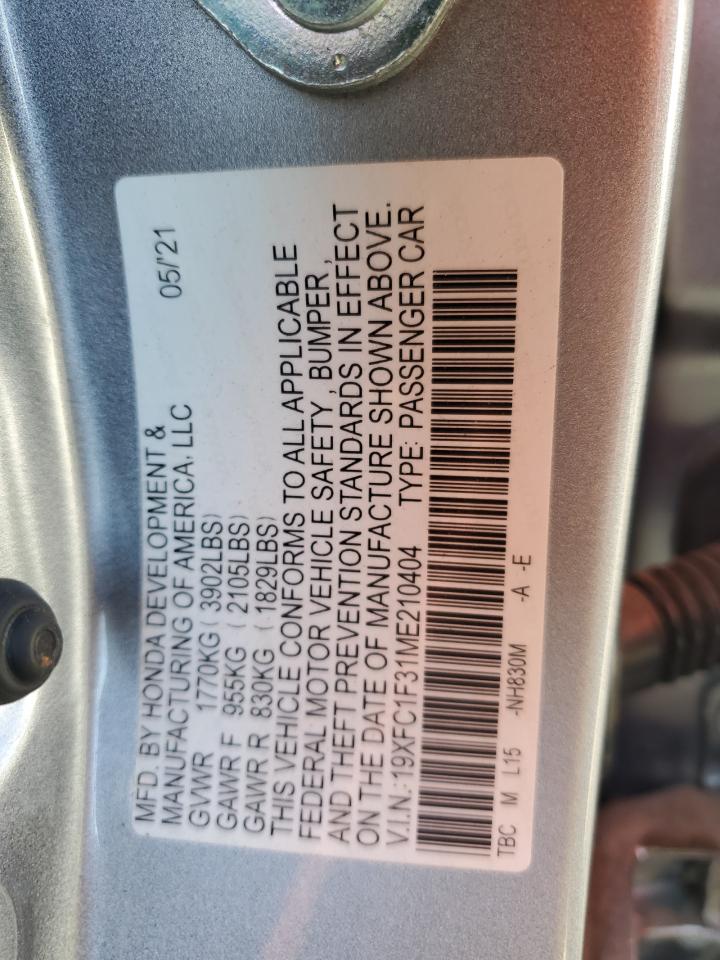 MFD. BY HONDA DEVELOPMENT &
MANUFACTURING OF AMERICA, LLC 05/'21
GVWR 1770KG ( 3902LBS)
GAWR F 955KG ( 2105LBS)
GAWR R 830KG ( 1829LBS)
THIS VEHICLE CONFORMS TO ALL APPLICABLE
FEDERAL MOTOR VEHICLE SAFETY , BUMPER ,
AND THEFT PREVENTION STANDARDS IN EFFECT
ON THE DATE OF MANUFACTURE SHOWN ABOVE.
V.I.N.:19XFC1F31ME210404 TYPE: PASSENGER CAR
TBC M L15 -NH830M -A -E